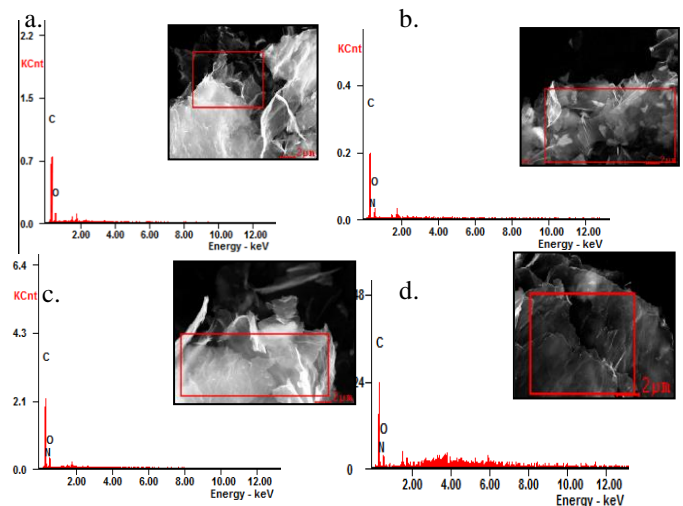 a.
2.2
KCnt
1.5
C
0.7
O
0.0
2.00 4.00 6.00 8.00 10.00 12.00
Energy - keV
2µm
b.
KCnt
0.4
C
0.2
O
N
0.0
2.00 4.00 6.00 8.00 10.00 12.00
Energy - keV
2µm
c.
6.4
KCnt
4.3
C
2.1
O
N
0.0
2.00 4.00 6.00 8.00 10.00 12.00
Energy - keV
2µm
d.
48
C
24
O
N
0
2.00 4.00 6.00 8.00 10.00 12.00
Energy - keV
2µm